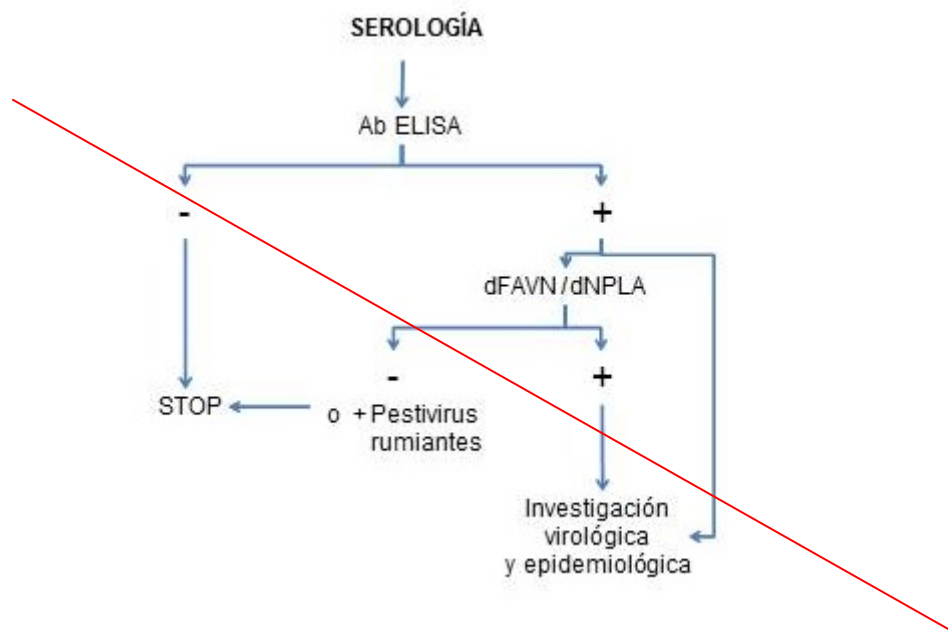 SEROLOGÍA
Ab ELISA
-
+
dFAVN/dNPLA
-
+
STOP
o + Pestivirus
rumiantes
Investigación
virológica
y epidemiológica